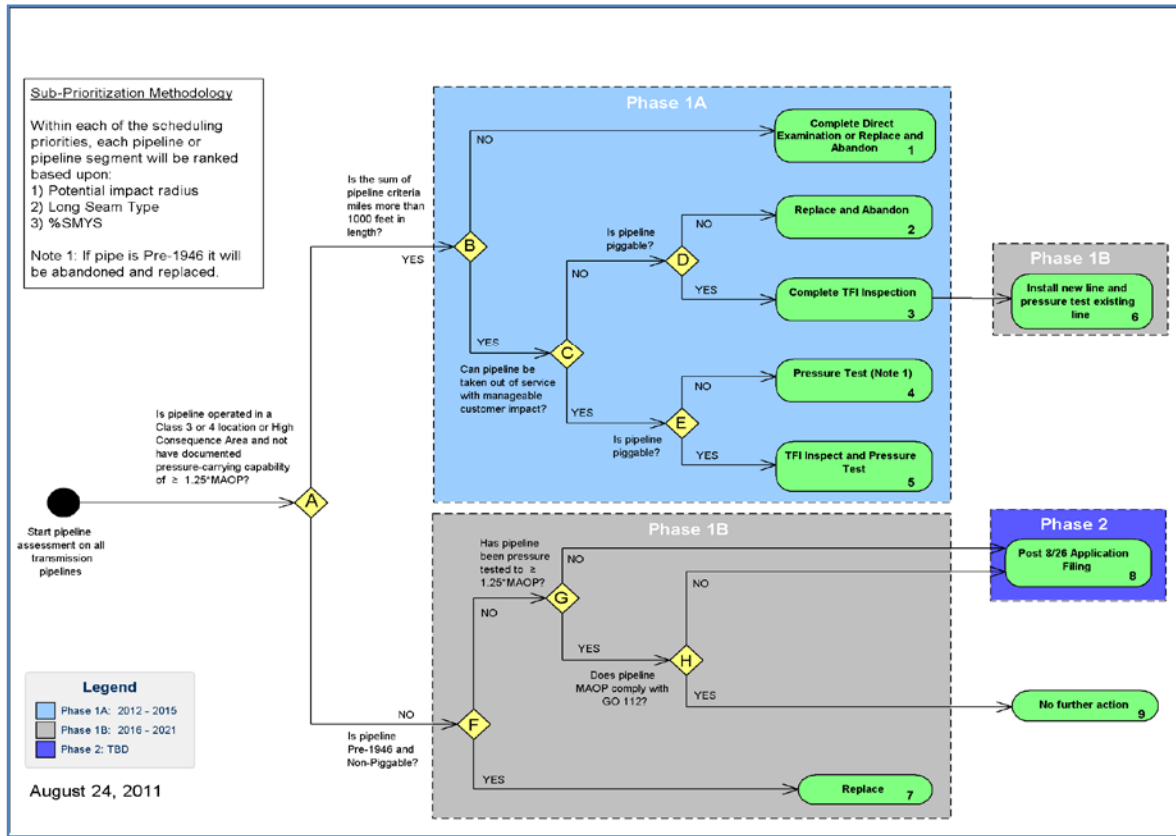 Sub-Prioritization Methodology
Within each of the scheduling
priorities, each pipeline or
pipeline segment will be ranked
based upon:
1) Potential impact radius
2) Long Seam Type
3) %SMYS
Note 1: If pipe is Pre-1946 it will
be abandoned and replaced.
Phase 1A
NO
Complete Direct
Examination or Replace and
Abandon
1
Is the sum of
pipeline criteria
miles more than
1000 feet in
length?
B
YES
NO
Replace and Abandon
2
Is pipeline
piggable?
D
NO
YES
Complete TFI Inspection
3
Phase 1B
Install new line and
pressure test existing
line
6
YES
C
Can pipeline be
taken out of service
with manageable
customer impact?
YES
NO
Pressure Test (Note 1)
4
E
Is pipeline
piggable?
YES
TFI Inspect and Pressure
Test
5
Is pipeline operated in a
Class 3 or 4 location or High
Consequence Area and not
have documented
pressure-carrying capability
of ≥ 1.25*MAOP?
A
Start pipeline
assessment on all
transmission
pipelines
Phase 1B
Has pipeline
been pressure
tested to ≥
1.25*MAOP?
NO
G
NO
YES
Phase 2
Post 8/26 Application
Filing
8
NO
H
Does pipeline
MAOP comply with
GO 112?
YES
No further action
9
NO
F
Is pipeline
Pre-1946 and
Non-Piggable?
YES
Replace
7
Legend
Phase 1A: 2012 - 2015
Phase 1B: 2016 - 2021
Phase 2: TBD
August 24, 2011